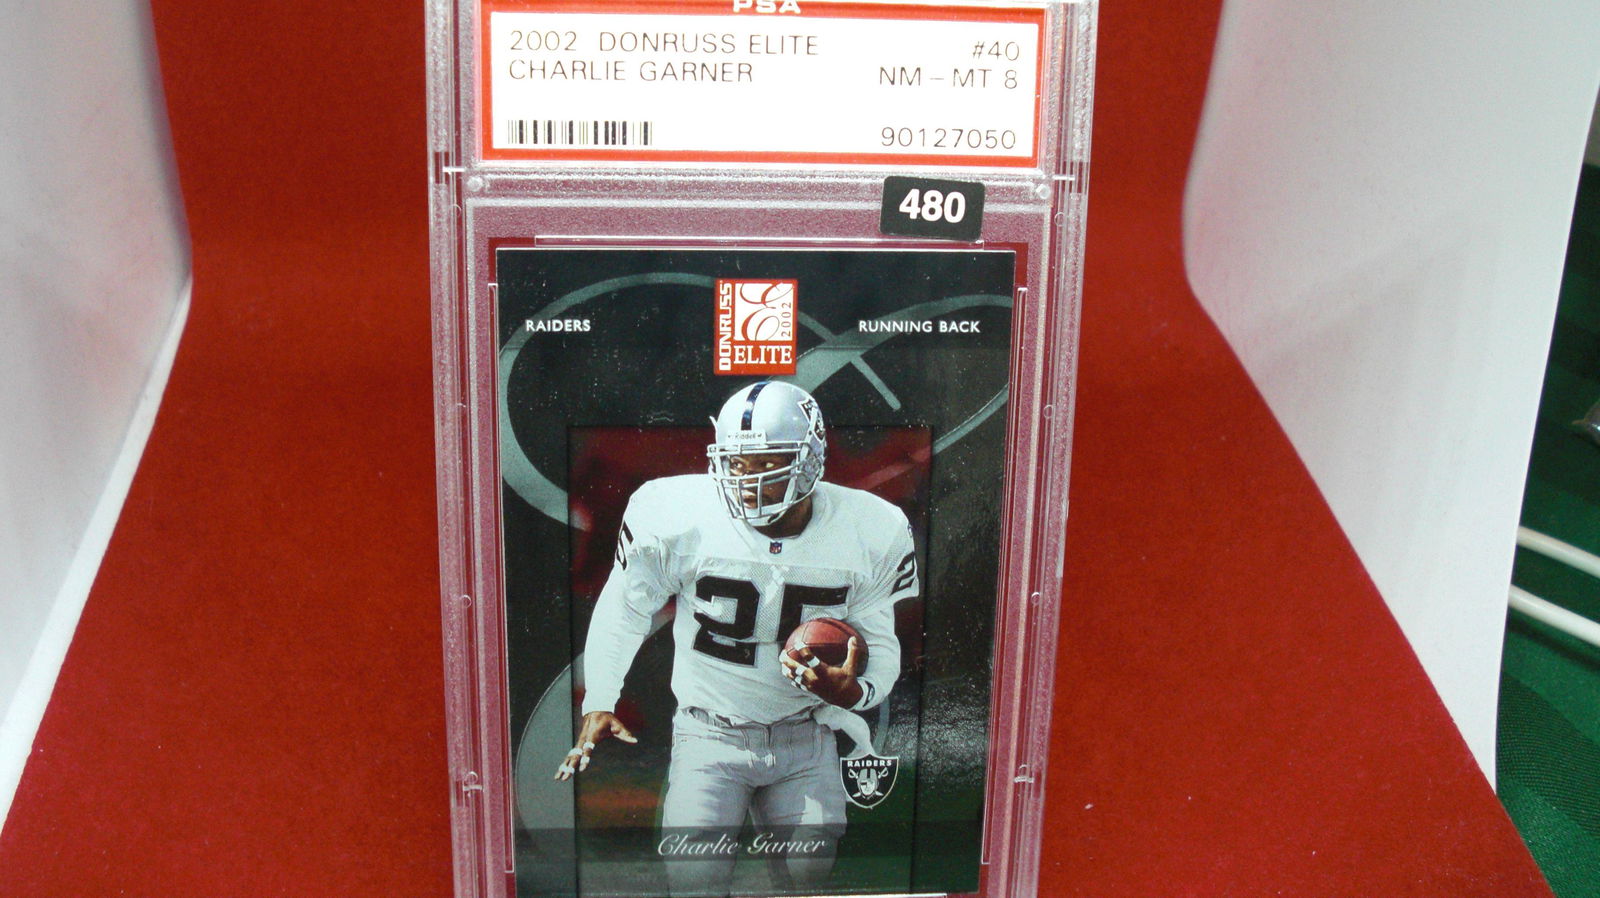 PSA
2002 DONRUSS ELITE #40
CHARLIE GARNER NM - MT 8
90127050
480
DONRUSS
E
2002
ELITE
RAIDERS
RUNNING BACK
Riddell
25
RAIDERS
Charlie Garner